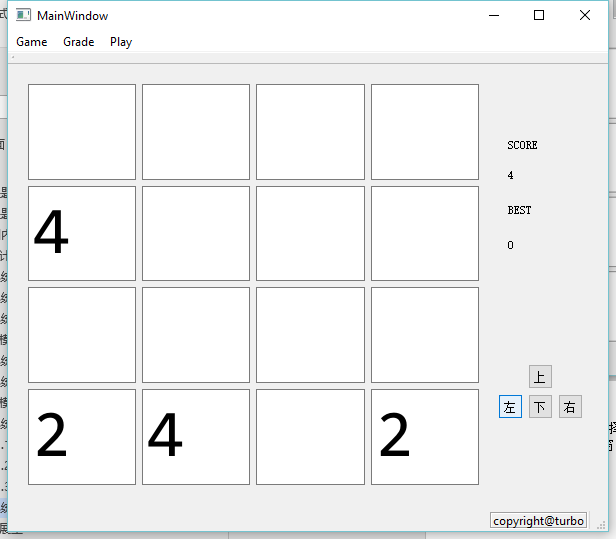 MainWindow
Game Grade Play
SCORE
4
BEST
0
4
2 4 2
上
左 下 右
copyright@turbo